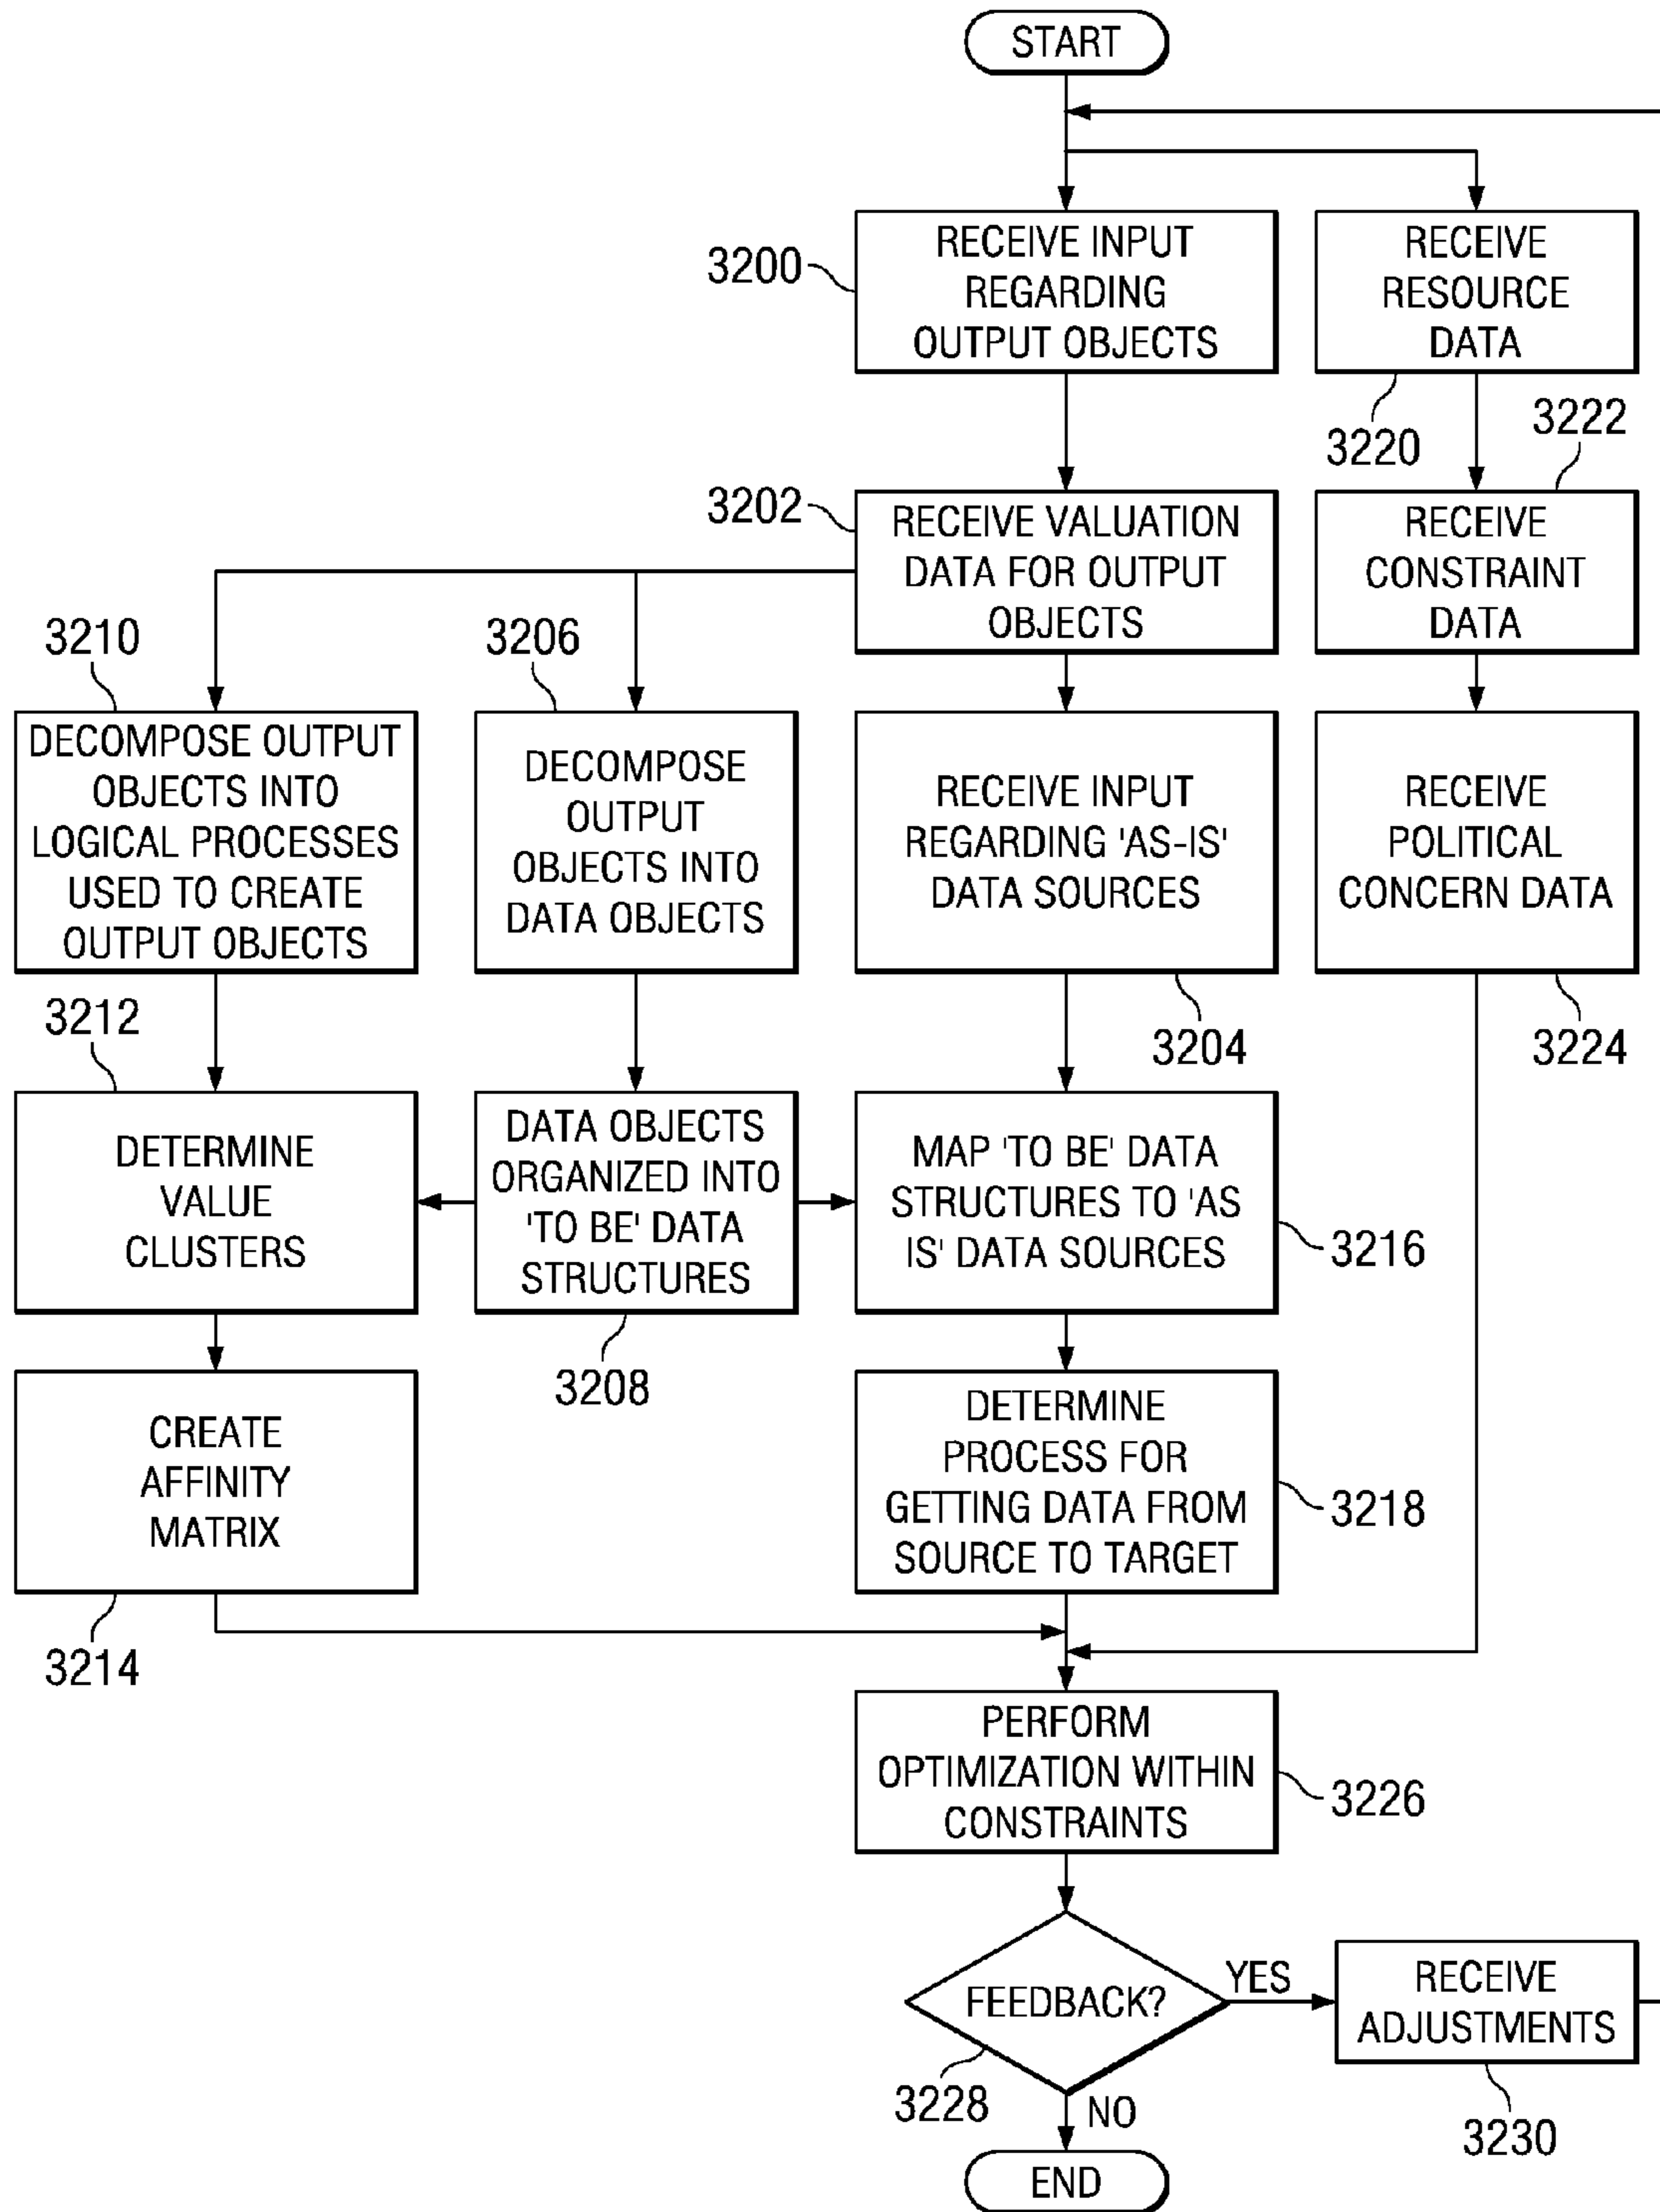 START
3200
RECEIVE INPUT
REGARDING
OUTPUT OBJECTS
RECEIVE
RESOURCE
DATA
3220
3222
3202
RECEIVE VALUATION
DATA FOR OUTPUT
OBJECTS
RECEIVE
CONSTRAINT
DATA
3210
DECOMPOSE OUTPUT
OBJECTS INTO
LOGICAL PROCESSES
USED TO CREATE
OUTPUT OBJECTS
3206
DECOMPOSE
OUTPUT
OBJECTS INTO
DATA OBJECTS
RECEIVE INPUT
REGARDING 'AS-IS'
DATA SOURCES
3204
RECEIVE
POLITICAL
CONCERN DATA
3224
3212
DETERMINE
VALUE
CLUSTERS
DATA OBJECTS
ORGANIZED INTO
'TO BE' DATA
STRUCTURES
3208
MAP 'TO BE' DATA
STRUCTURES TO 'AS
IS' DATA SOURCES
3216
CREATE
AFFINITY
MATRIX
3214
DETERMINE
PROCESS FOR
GETTING DATA FROM
SOURCE TO TARGET
3218
PERFORM
OPTIMIZATION WITHIN
CONSTRAINTS
3226
FEEDBACK?
3228
YES
RECEIVE
ADJUSTMENTS
3230
NO
END